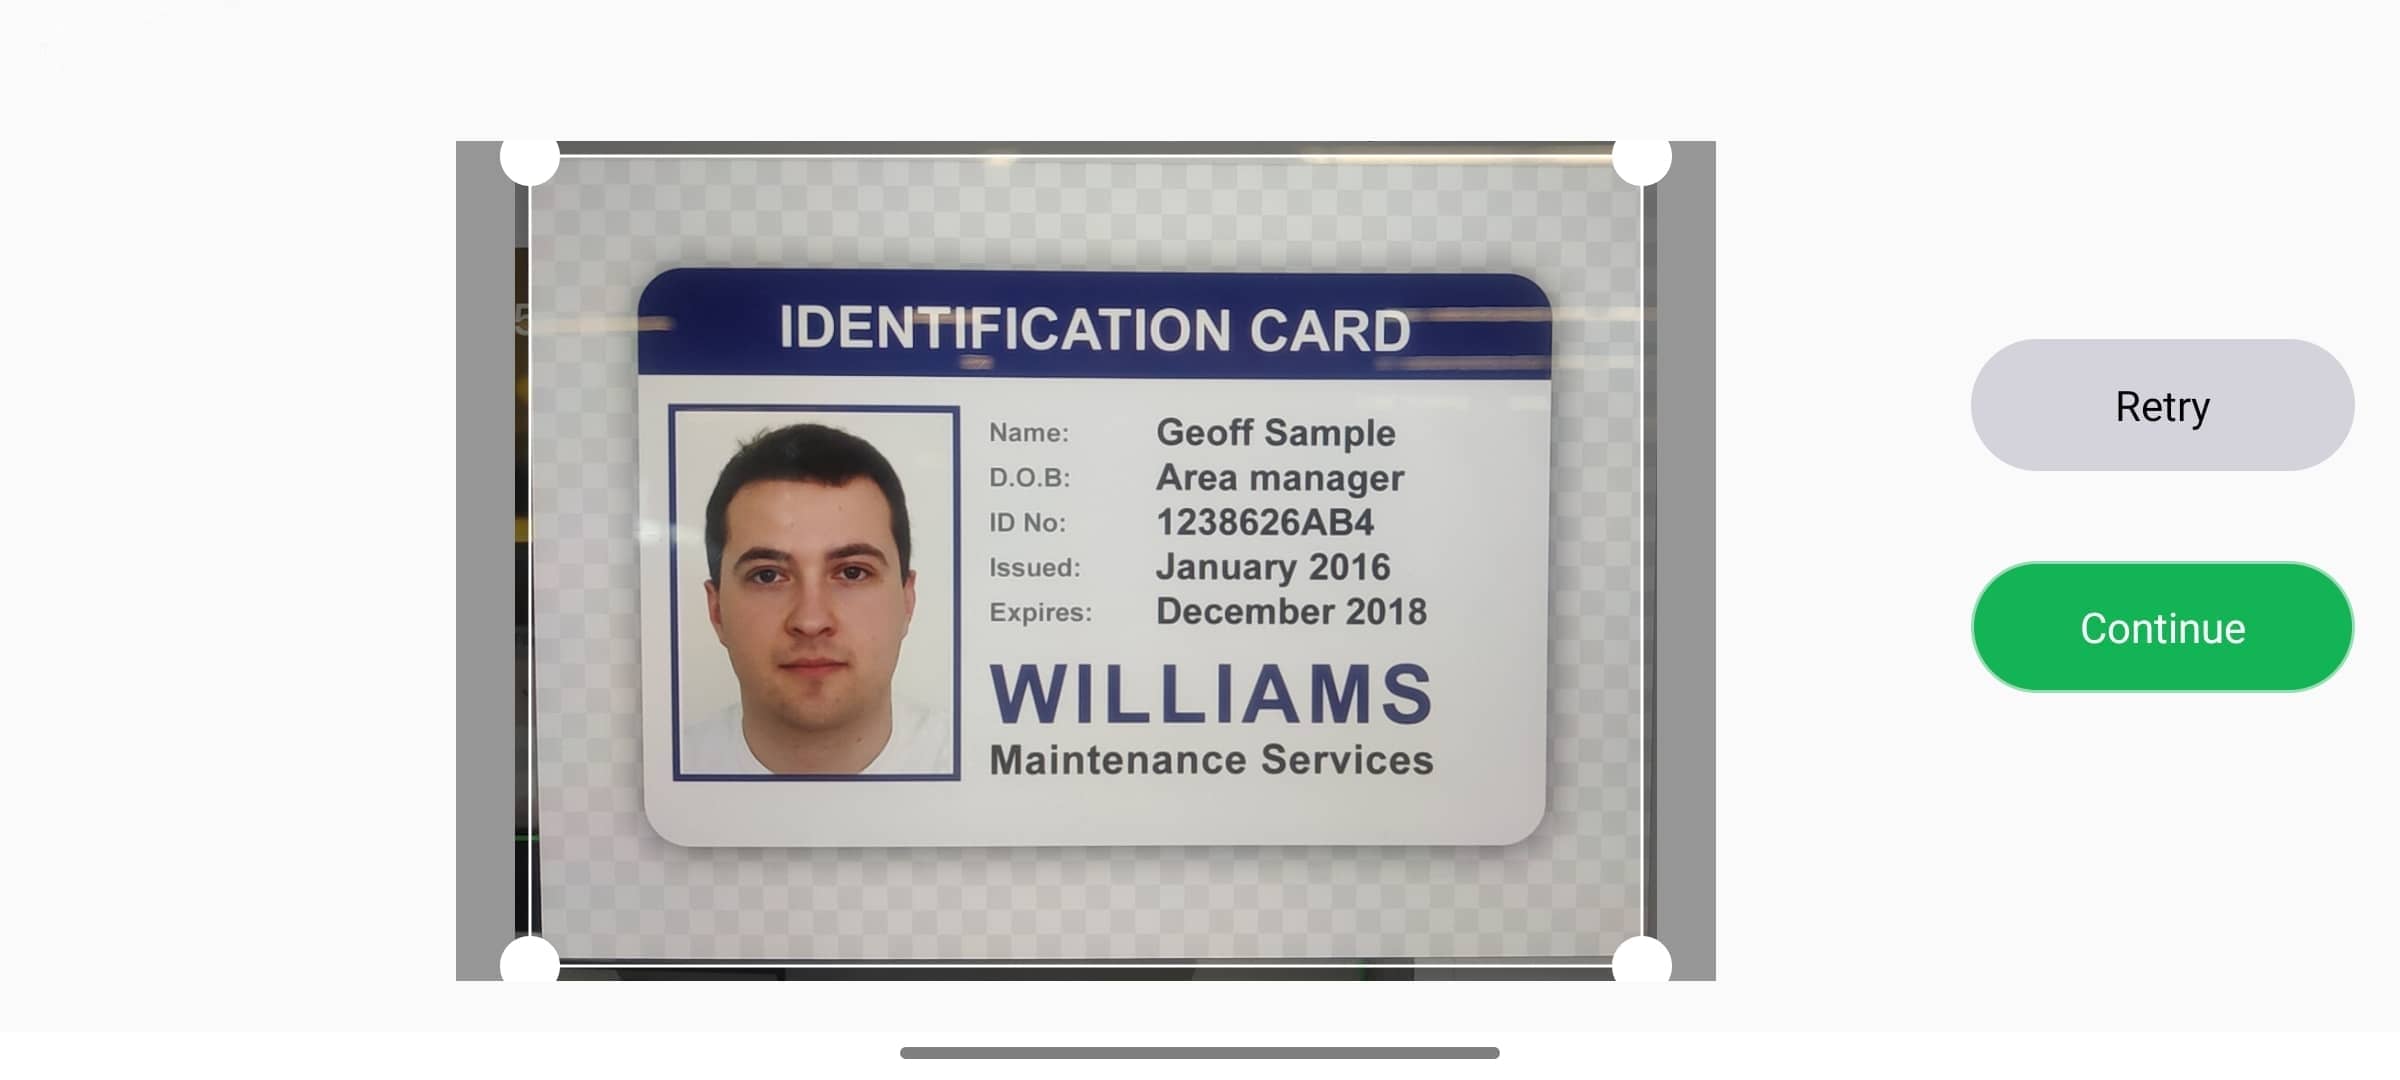 IDENTIFICATION CARD
Name: Geoff Sample
D.O.B: Area manager
ID No: 1238626AB4
Issued: January 2016
Expires: December 2018
WILLIAMS
Maintenance Services
Retry
Continue